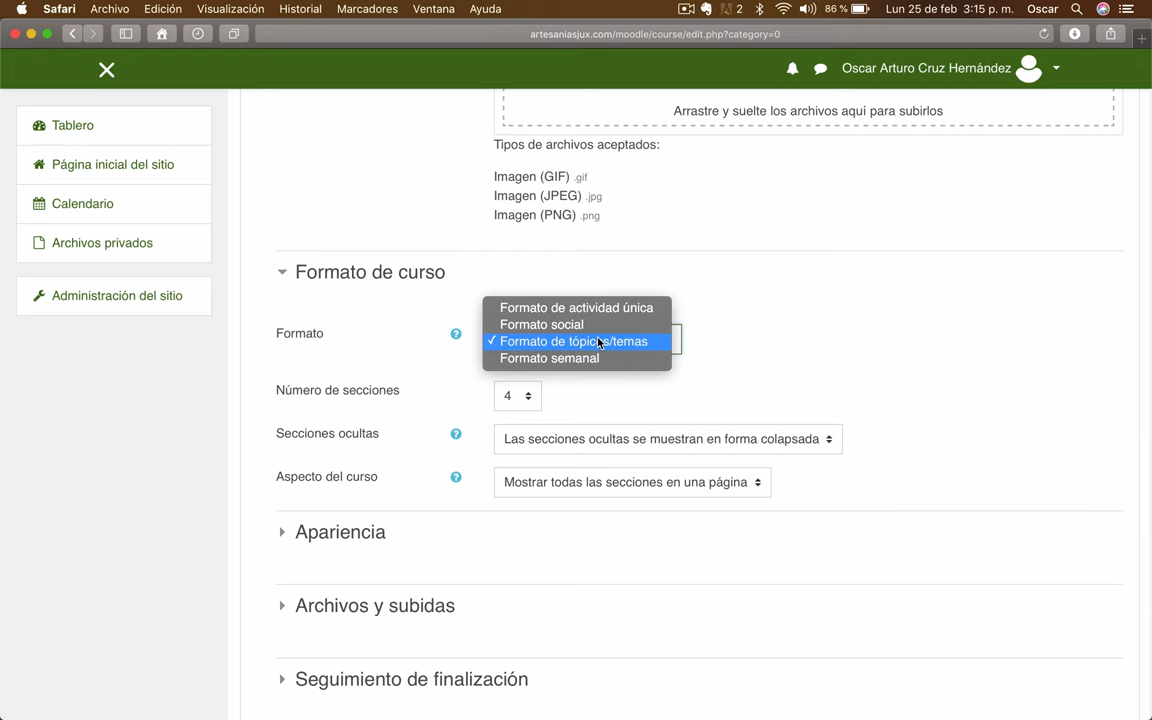 Safari Archivo Edición Visualización Historial Marcadores Ventana Ayuda 2 86 % Lun 25 de feb 3:15 p. m. Oscar
artesaniasjux.com/moodle/course/edit.php?category=0
Oscar Arturo Cruz Hernández
Tablero
Página inicial del sitio
Calendario
Archivos privados
Administración del sitio
Arrastre y suelte los archivos aquí para subirlos
Tipos de archivos aceptados:
Imagen (GIF) .gif
Imagen (JPEG) .jpg
Imagen (PNG) .png
Formato de curso
Formato
Formato de actividad única
Formato social
✓ Formato de tópicos/temas
Formato semanal
Número de secciones 4
Secciones ocultas Las secciones ocultas se muestran en forma colapsada
Aspecto del curso Mostrar todas las secciones en una página
Apariencia
Archivos y subidas
Seguimiento de finalización